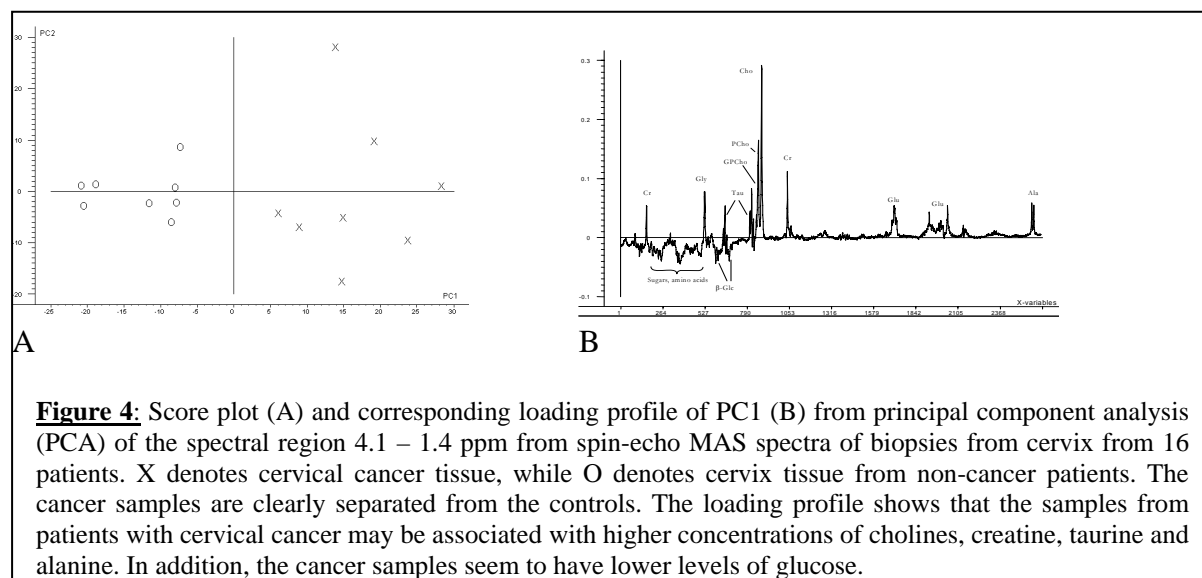 PC2
30
20
10
0
-10
-20
PC1
-25 -20 -15 -10 -5 0 5 10 15 20 25 30
X
X
O
X
O O O X
O O O X X
O X X
X
A
0.3
0.2
0.1
0
-0.1
Cho
PCho
GPCho
Cr Gly Tau Cr
Glu Glu Ala
Sugars, amino acids
β-Glc
X-variables
1 264 527 790 1053 1316 1579 1842 2105 2368
B
Figure 4: Score plot (A) and corresponding loading profile of PC1 (B) from principal component analysis
(PCA) of the spectral region 4.1 – 1.4 ppm from spin-echo MAS spectra of biopsies from cervix from 16
patients. X denotes cervical cancer tissue, while O denotes cervix tissue from non-cancer patients. The
cancer samples are clearly separated from the controls. The loading profile shows that the samples from
patients with cervical cancer may be associated with higher concentrations of cholines, creatine, taurine and
alanine. In addition, the cancer samples seem to have lower levels of glucose.